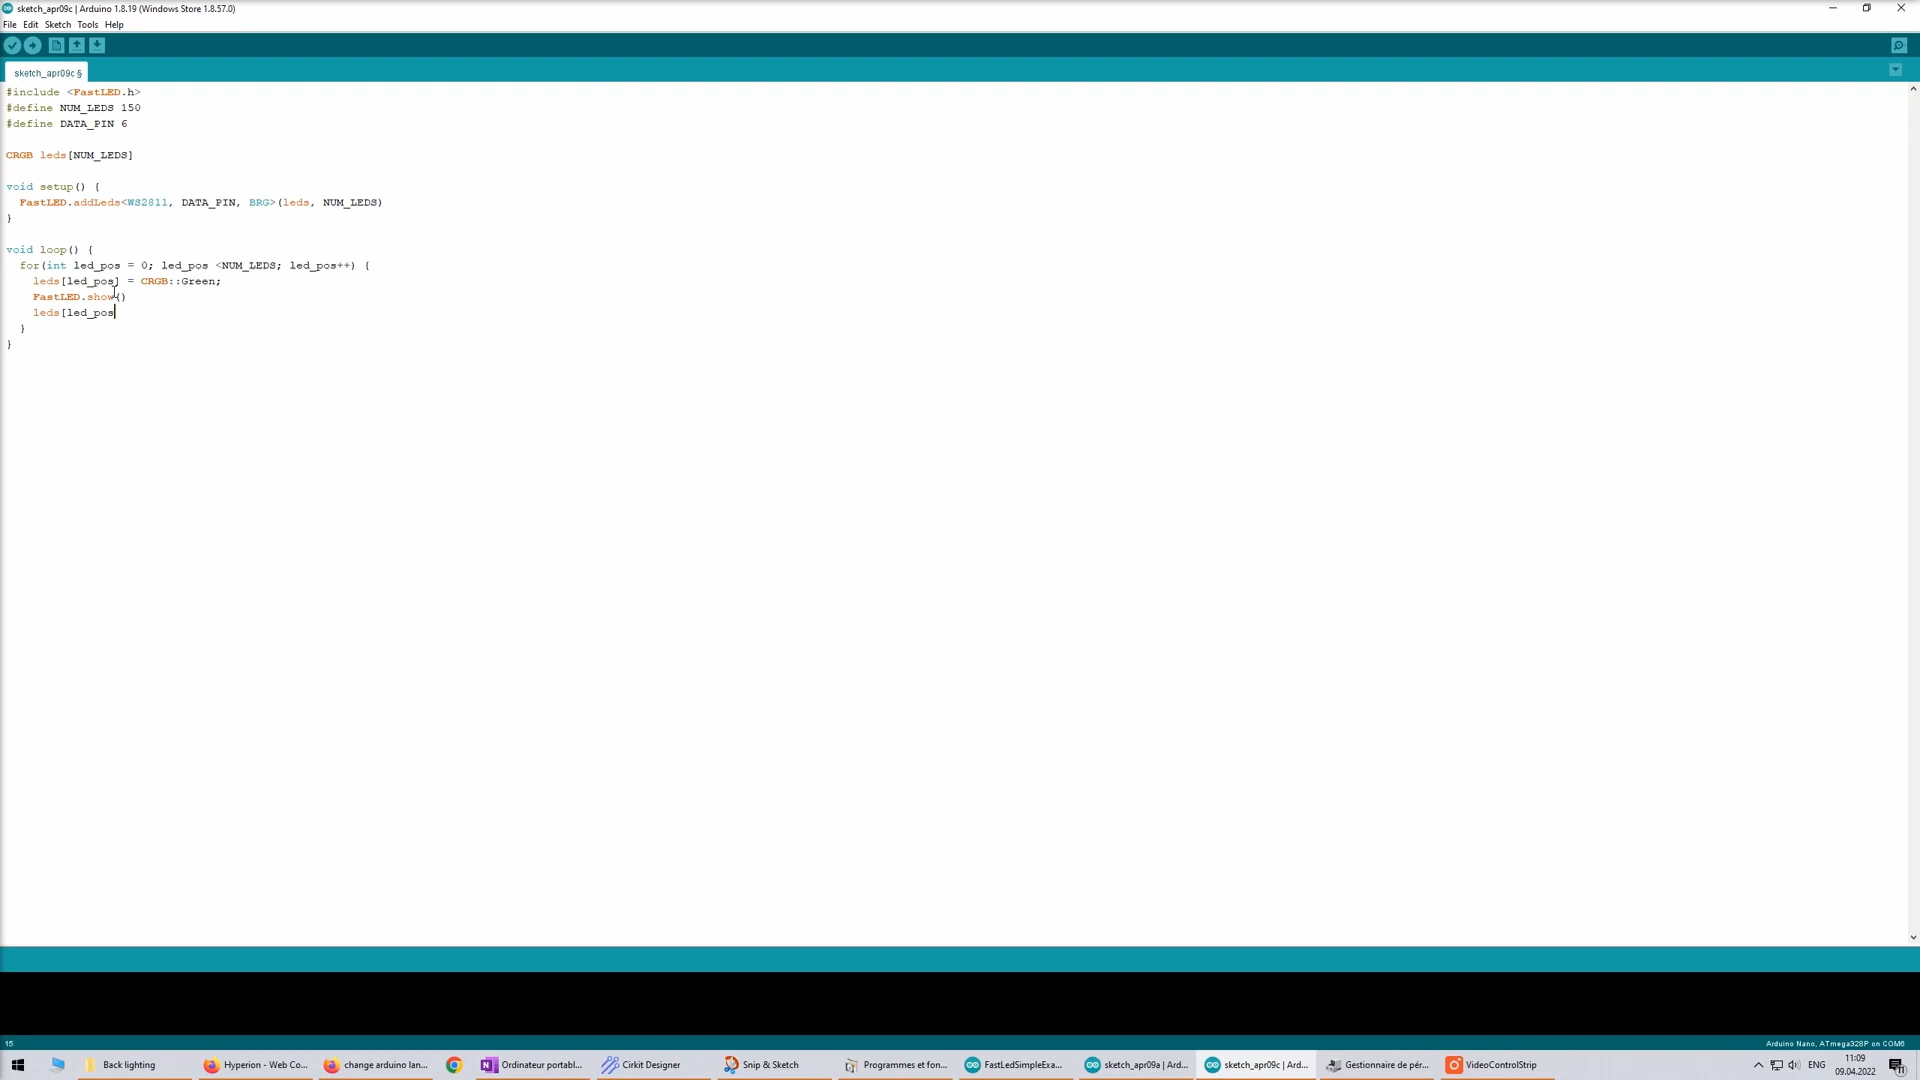 sketch_apr09c | Arduino 1.8.19 (Windows Store 1.8.57.0)
File Edit Sketch Tools Help
sketch_apr09c §
#include <FastLED.h>
#define NUM_LEDS 150
#define DATA_PIN 6
CRGB leds[NUM_LEDS]
void setup() {
FastLED.addLeds<WS2811, DATA_PIN, BRG>(leds, NUM_LEDS)
}
void loop() {
for(int led_pos = 0; led_pos <NUM_LEDS; led_pos++) {
leds[led_pos] = CRGB::Green;
FastLED.show()
leds[led_pos
}
}
15
Arduino Nano, ATmega328P on COM6
Back lighting
Hyperion - Web Co...
change arduino lan...
Ordinateur portabl...
Cirkit Designer
Snip & Sketch
Programmes et fon...
FastLedSimpleExa...
sketch_apr09a | Ard...
sketch_apr09c | Ard...
Gestionnaire de pér...
VideoControlStrip
ENG
11:09
09.04.2022